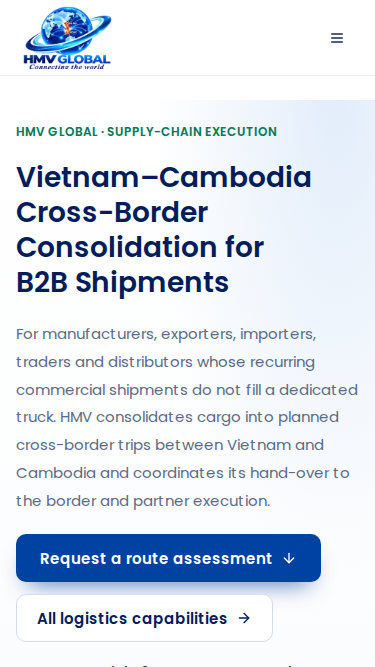 HMV GLOBAL
Connecting the world
HMV GLOBAL · SUPPLY-CHAIN EXECUTION
Vietnam–Cambodia
Cross-Border
Consolidation for
B2B Shipments
For manufacturers, exporters, importers,
traders and distributors whose recurring
commercial shipments do not fill a dedicated
truck. HMV consolidates cargo into planned
cross-border trips between Vietnam and
Cambodia and coordinates its hand-over to
the border and partner execution.
Request a route assessment ↓
All logistics capabilities →